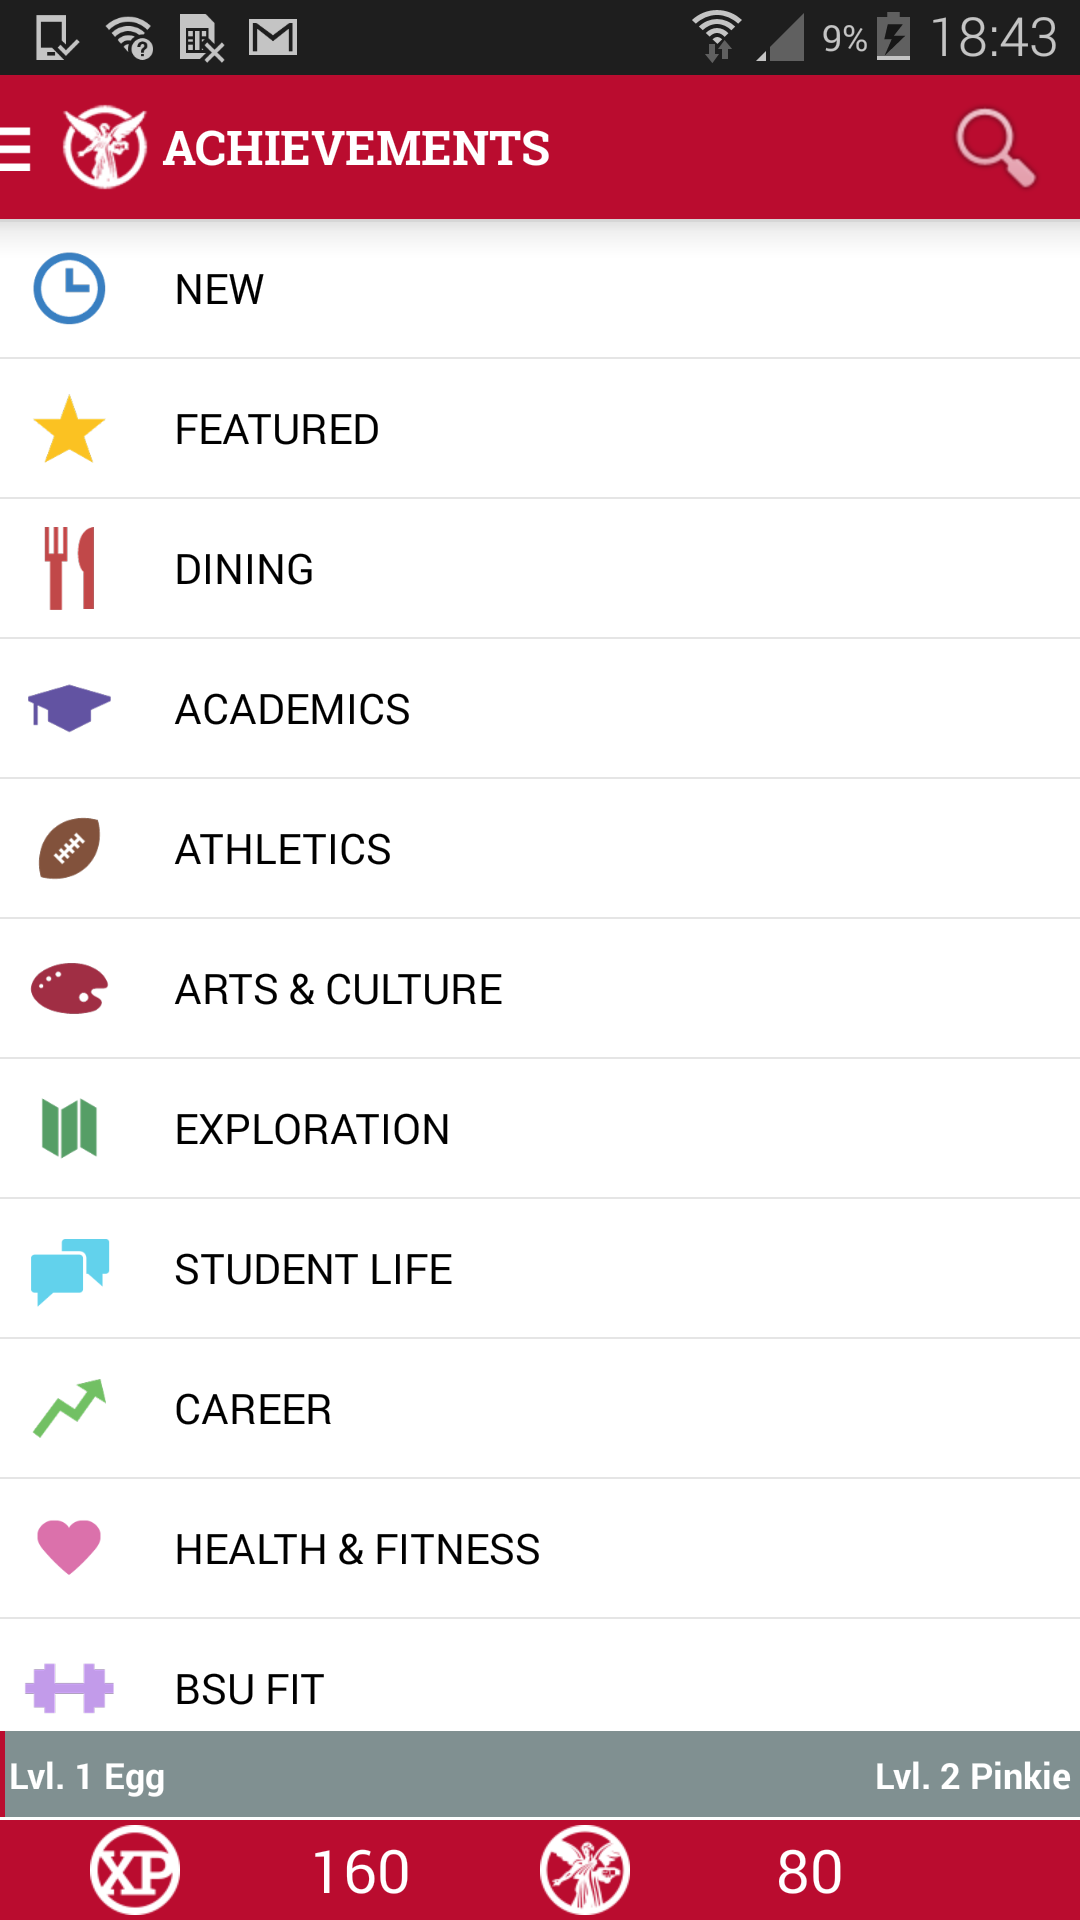 9% 18:43
ACHIEVEMENTS
NEW
FEATURED
DINING
ACADEMICS
ATHLETICS
ARTS & CULTURE
EXPLORATION
STUDENT LIFE
CAREER
HEALTH & FITNESS
BSU FIT
Lvl. 1 Egg Lvl. 2 Pinkie
XP 160 80